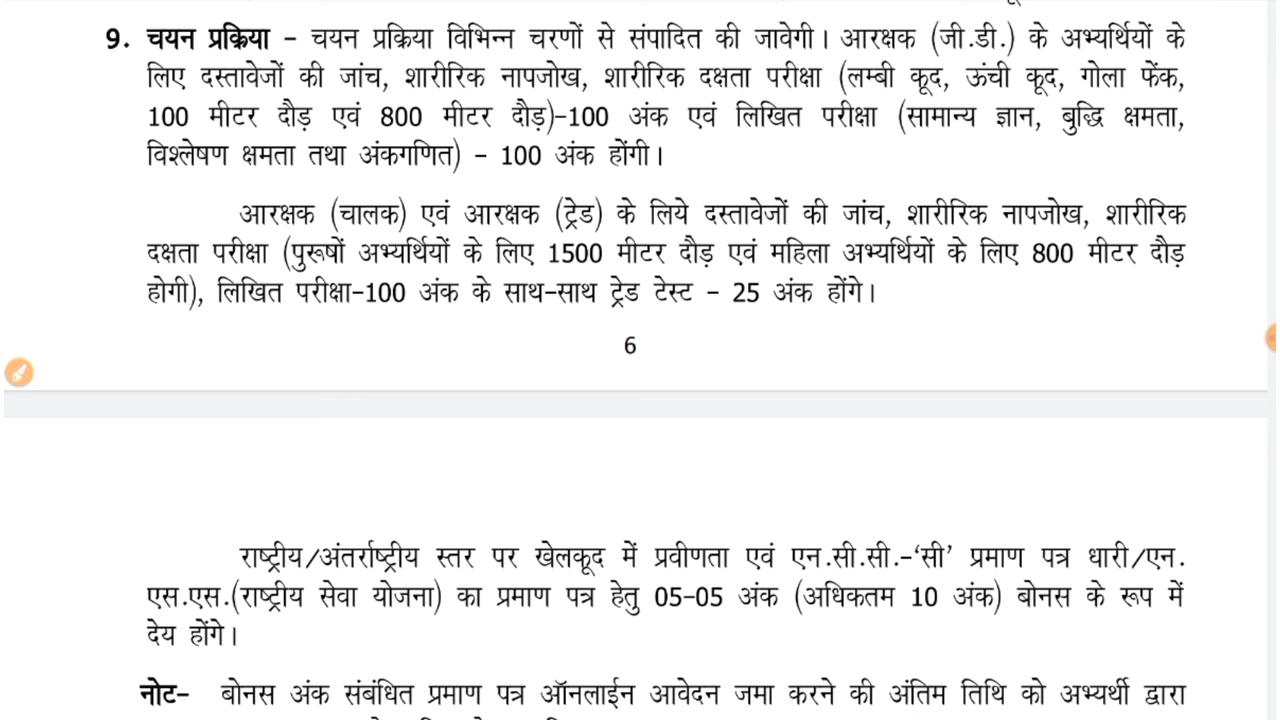 9. चयन प्रक्रिया – चयन प्रक्रिया विभिन्न चरणों से संपादित की जावेगी। आरक्षक (जी.डी.) के अभ्यर्थियों के
लिए दस्तावेजों की जांच, शारीरिक नापजोख, शारीरिक दक्षता परीक्षा (लम्बी कूद, ऊंची कूद, गोला फेंक,
100 मीटर दौड़ एवं 800 मीटर दौड़)–100 अंक एवं लिखित परीक्षा (सामान्य ज्ञान, बुद्धि क्षमता,
विश्लेषण क्षमता तथा अंकगणित) – 100 अंक होंगी।
आरक्षक (चालक) एवं आरक्षक (ट्रेड) के लिये दस्तावेजों की जांच, शारीरिक नापजोख, शारीरिक
दक्षता परीक्षा (पुरूषों अभ्यर्थियों के लिए 1500 मीटर दौड़ एवं महिला अभ्यर्थियों के लिए 800 मीटर दौड़
होगी), लिखित परीक्षा–100 अंक के साथ–साथ ट्रेड टेस्ट – 25 अंक होंगे।
6
राष्ट्रीय/अंतर्राष्ट्रीय स्तर पर खेलकूद में प्रवीणता एवं एन.सी.सी.–‘सी’ प्रमाण पत्र धारी/एन.
एस.एस.(राष्ट्रीय सेवा योजना) का प्रमाण पत्र हेतु 05–05 अंक (अधिकतम 10 अंक) बोनस के रूप में
देय होंगे।
नोट– बोनस अंक संबंधित प्रमाण पत्र ऑनलाईन आवेदन जमा करने की अंतिम तिथि को अभ्यर्थी द्वारा